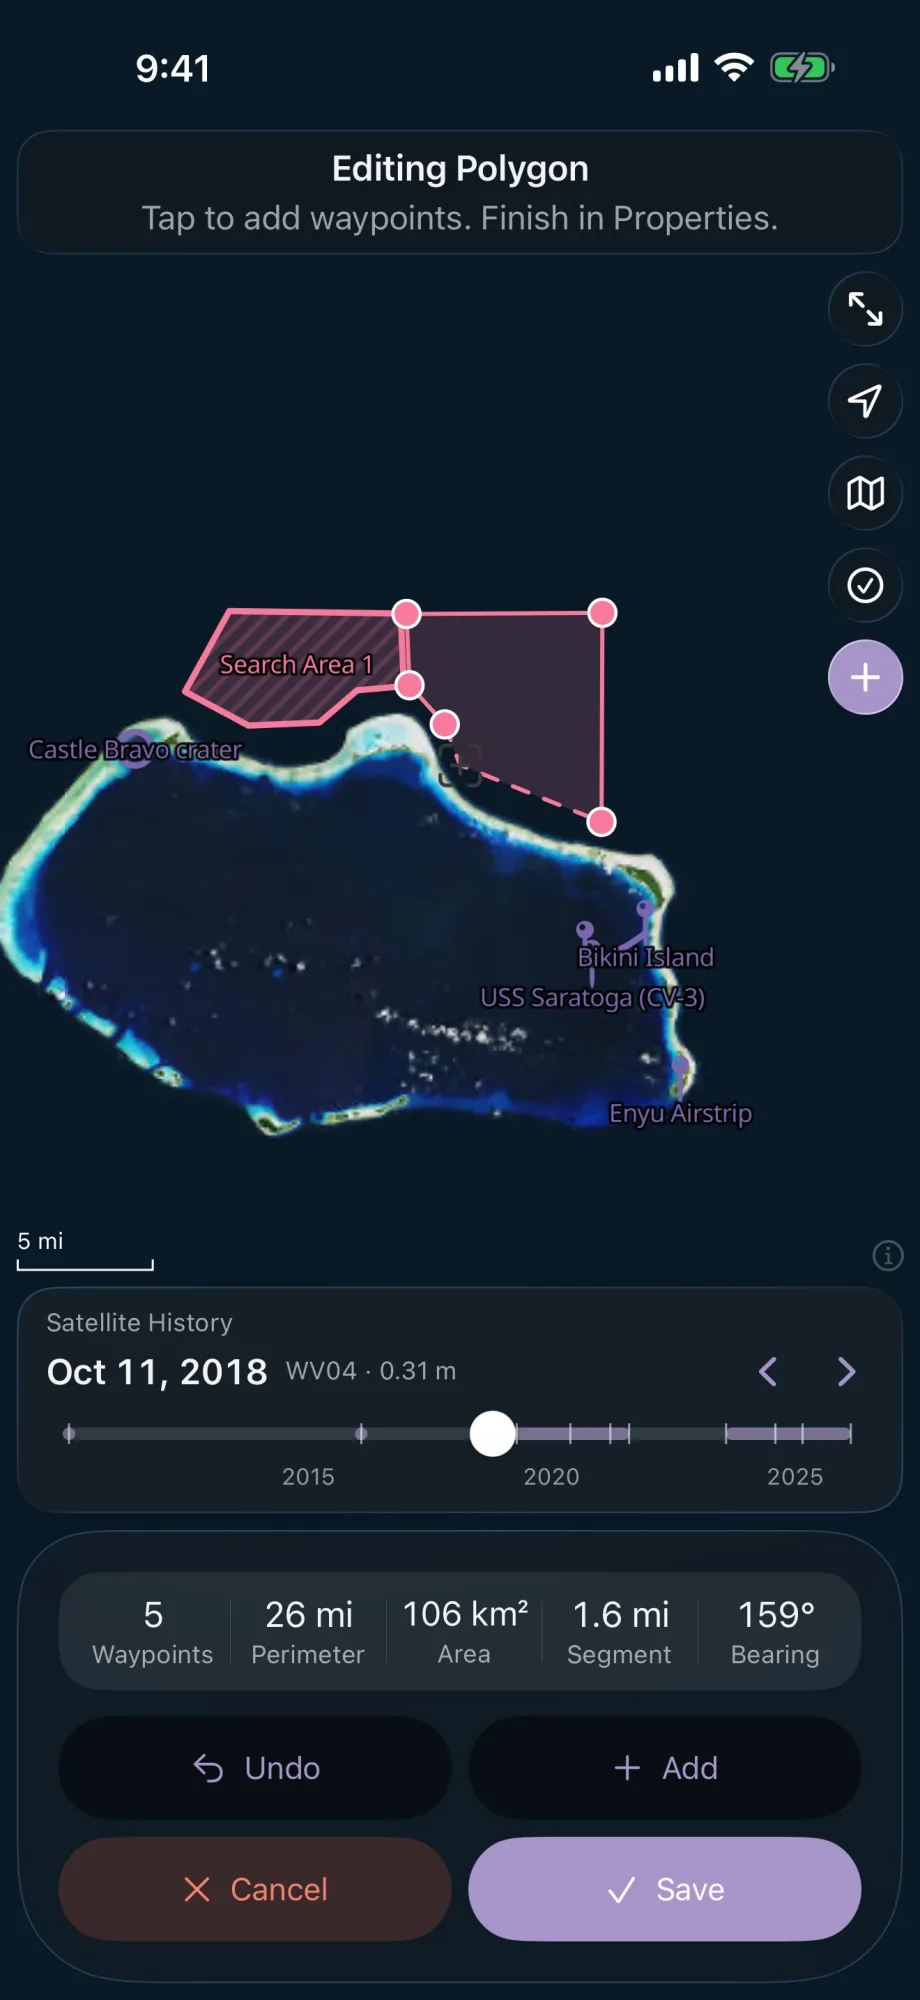 9:41
Editing Polygon
Tap to add waypoints. Finish in Properties.
Search Area 1
Castle Bravo crater
Bikini Island
USS Saratoga (CV-3)
Enyu Airstrip
5 mi
Satellite History
Oct 11, 2018 WV04 · 0.31 m
2015 2020 2025
5 26 mi 106 km² 1.6 mi 159°
Waypoints Perimeter Area Segment Bearing
Undo Add
Cancel Save